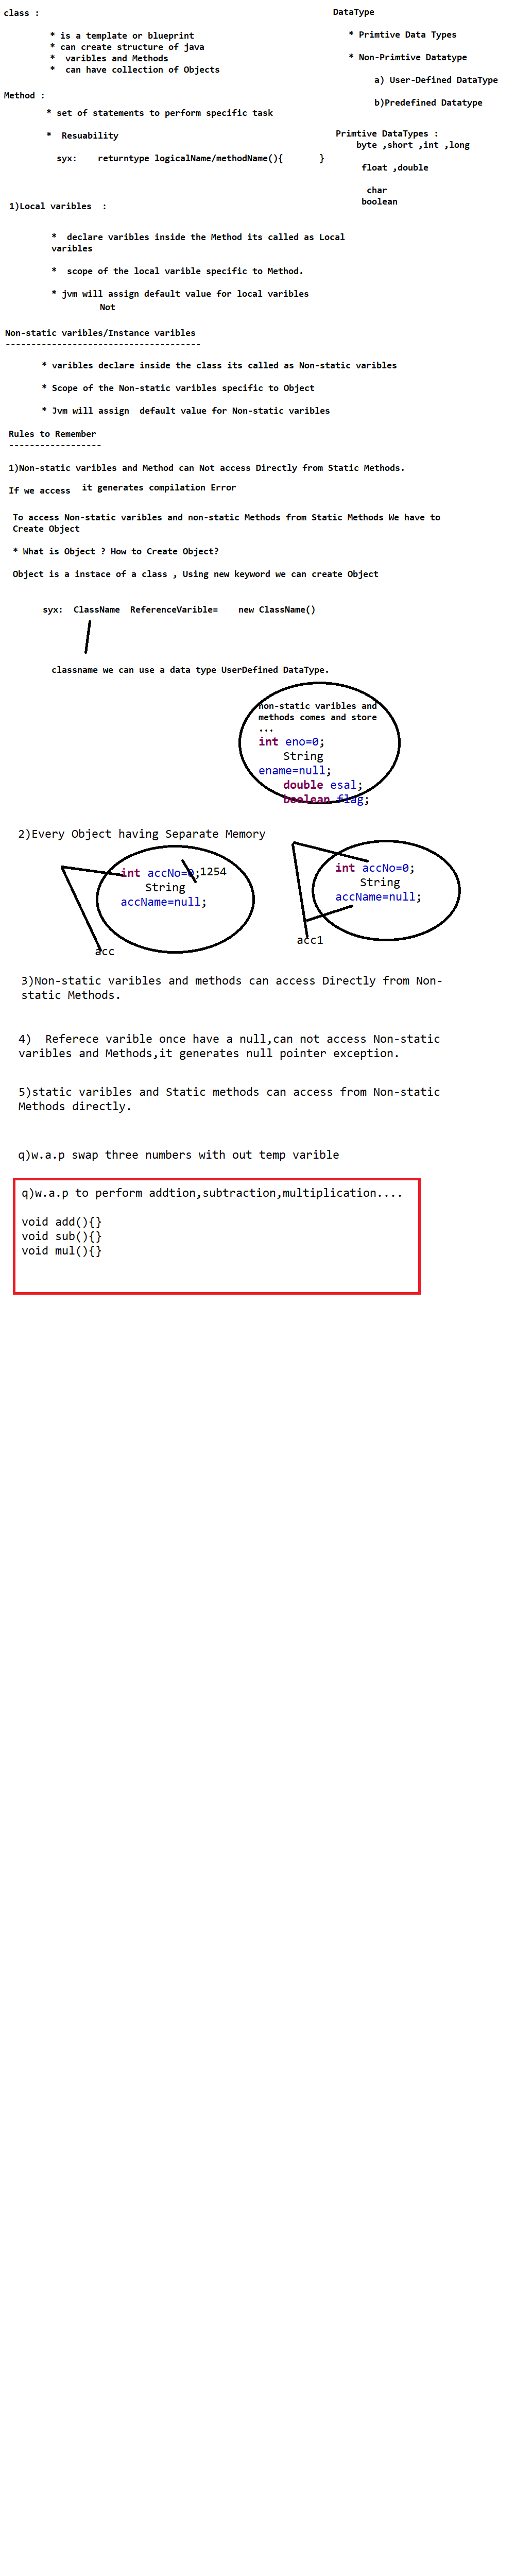 class :
* is a template or blueprint
* can create structure of java
*  varibles and Methods
*  can have collection of Objects
DataType
* Primtive Data Types
* Non-Primtive Datatype
a) User-Defined DataType
b)Predefined Datatype
Method :
* set of statements to perform specific task
*  Resuability
syx:    returntype logicalName/methodName(){       }
Primtive DataTypes :
byte ,short ,int ,long
float ,double
char
boolean
1)Local varibles  :
*  declare varibles inside the Method its called as Local
varibles
*  scope of the local varible specific to Method.
* jvm will assign default value for local varibles
Not
Non-static varibles/Instance varibles
--------------------------------------
* varibles declare inside the class its called as Non-static varibles
* Scope of the Non-static varibles specific to Object
* Jvm will assign  default value for Non-static varibles
Rules to Remember
------------------
1)Non-static varibles and Method can Not access Directly from Static Methods.
If we access   it generates compilation Error
To access Non-static varibles and non-static Methods from Static Methods We have to
Create Object
* What is Object ? How to Create Object?
Object is a instace of a class , Using new keyword we can create Object
syx:  ClassName  ReferenceVarible=    new ClassName()
classname we can use a data type UserDefined DataType.
non-static varibles and
methods comes and store
...
int eno=0;
String
ename=null;
double esal;
boolean flag;
2)Every Object having Separate Memory
int accNo=0;1254
String
accName=null;
acc
int accNo=0;
String
accName=null;
acc1
3)Non-static varibles and methods can access Directly from Non-
static Methods.
4)  Referece varible once have a null,can not access Non-static
varibles and Methods,it generates null pointer exception.
5)static varibles and Static methods can access from Non-static
Methods directly.
q)w.a.p swap three numbers with out temp varible
q)w.a.p to perform addtion,subtraction,multiplication....
void add(){}
void sub(){}
void mul(){}